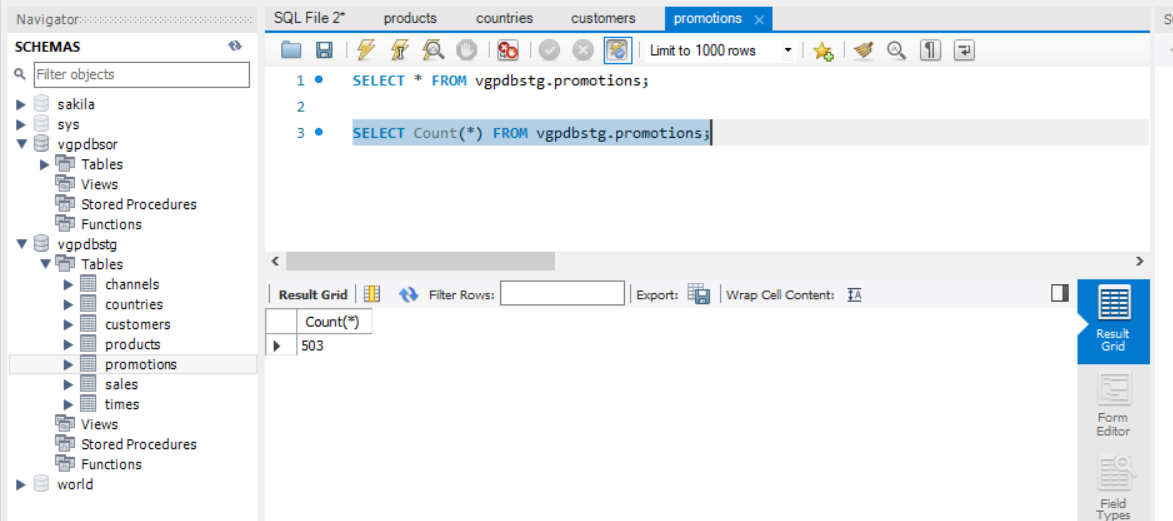 Navigator
SCHEMAS
Filter objects
sakila
sys
vgpdbsor
Tables
Views
Stored Procedures
Functions
vgpdbstg
Tables
channels
countries
customers
products
promotions
sales
times
Views
Stored Procedures
Functions
world
SQL File 2* products countries customers promotions ×
Limit to 1000 rows
1 SELECT * FROM vgpdbstg.promotions;
2
3 SELECT Count(*) FROM vgpdbstg.promotions;
Result Grid Filter Rows: Export: Wrap Cell Content:
Count(*)
503
Result
Grid
Form
Editor
Field
Types